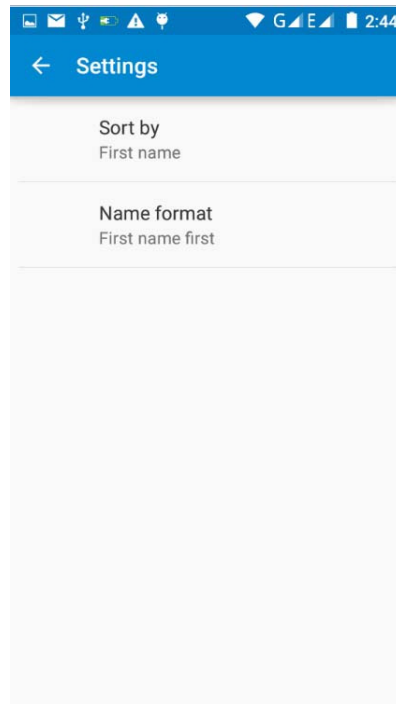 G E 2:44
Settings
Sort by
First name
Name format
First name first